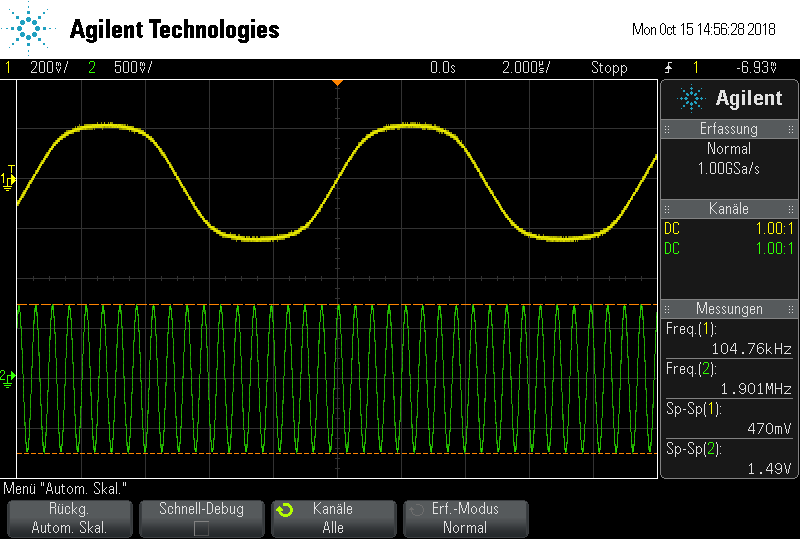 Agilent Technologies
Mon Oct 15 14:56:28 2018
1 200mV/ 2 500mV/ 0.0s 2.000us/ Stopp 1 -6.93mV
Agilent
Erfassung
Normal
1.00GSa/s
Kanäle
DC 1.00:1
DC 1.00:1
Messungen
Freq.(1):
104.76kHz
Freq.(2):
1.901MHz
Sp-Sp(1):
470mV
Sp-Sp(2):
1.49V
T
1
2
Menü "Autom. Skal."
Rückg.
Autom. Skal.
Schnell-Debug
Kanäle
Alle
Erf.-Modus
Normal